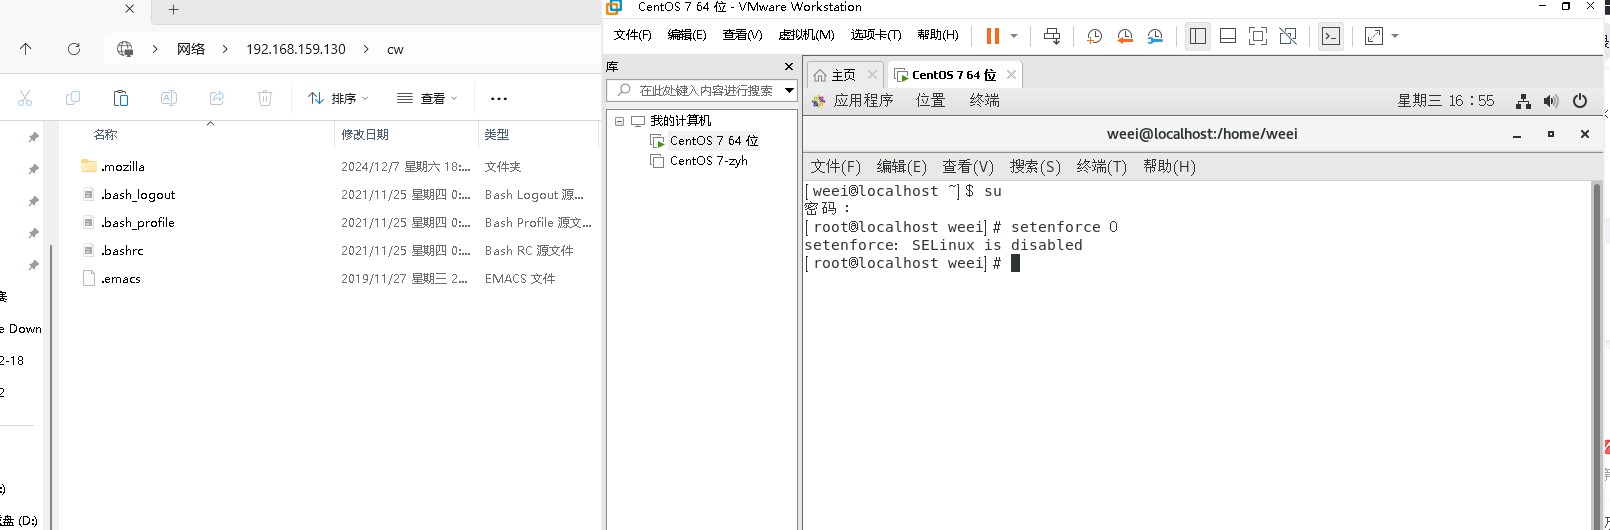 CentOS 7 64 位 - VMware Workstation
网络 > 192.168.159.130 > cw
文件(F) 编辑(E) 查看(V) 虚拟机(M) 选项卡(T) 帮助(H)
排序 查看
名称 修改日期 类型
.mozilla 2024/12/7 星期六 18:... 文件夹
.bash_logout 2021/11/25 星期四 0:... Bash Logout 源...
.bash_profile 2021/11/25 星期四 0:... Bash Profile 源文...
.bashrc 2021/11/25 星期四 0:... Bash RC 源文件
.emacs 2019/11/27 星期三 2... EMACS 文件
e Down
2-18
2
盘 (D:)
库
在此处键入内容进行搜索
我的计算机
CentOS 7 64 位
CentOS 7-zyh
主页 CentOS 7 64 位
应用程序 位置 终端 星期三 16：55
weei@localhost:/home/weei
文件(F) 编辑(E) 查看(V) 搜索(S) 终端(T) 帮助(H)
[weei@localhost ~]$ su
密码：
[root@localhost weei]# setenforce 0
setenforce: SELinux is disabled
[root@localhost weei]#